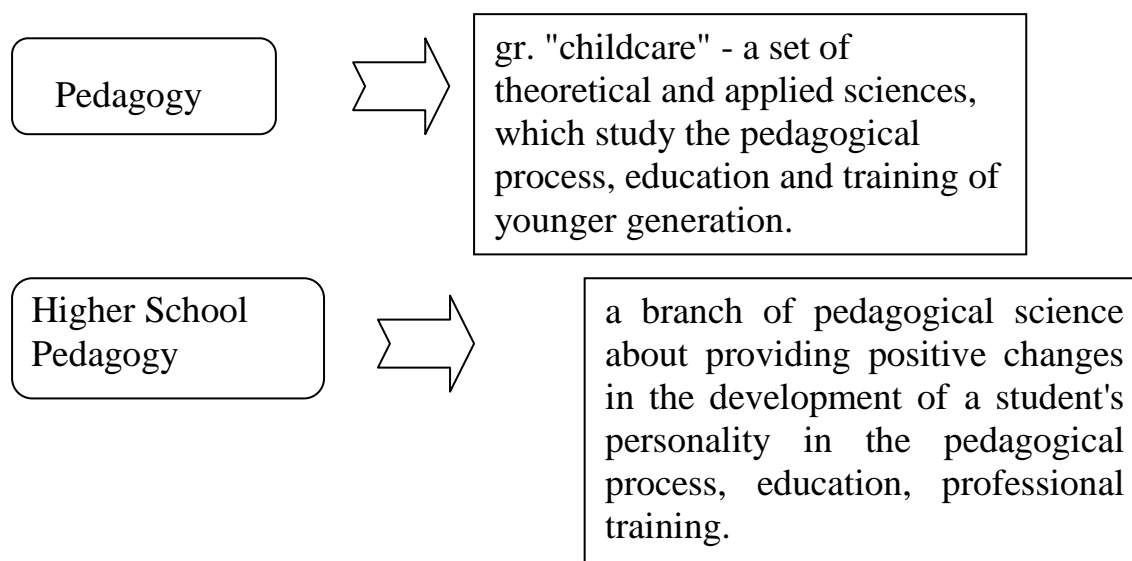 Pedagogy
gr. "childcare" - a set of
theoretical and applied sciences,
which study the pedagogical
process, education and training of
younger generation.
Higher School
Pedagogy
a branch of pedagogical science
about providing positive changes
in the development of a student's
personality in the pedagogical
process, education, professional
training.